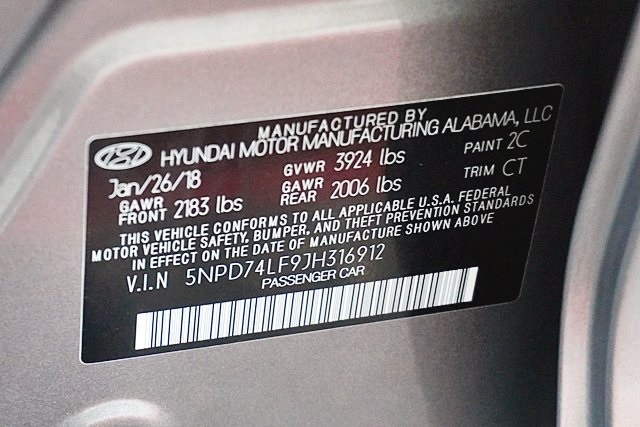 MANUFACTURED BY
HYUNDAI MOTOR MANUFACTURING ALABAMA, LLC
Jan/26/18 GVWR 3924 lbs PAINT 2C
GAWR FRONT 2183 lbs GAWR REAR 2006 lbs TRIM CT
THIS VEHICLE CONFORMS TO ALL APPLICABLE U.S.A. FEDERAL
MOTOR VEHICLE SAFETY, BUMPER, AND THEFT PREVENTION STANDARDS
IN EFFECT ON THE DATE OF MANUFACTURE SHOWN ABOVE
V.I.N 5NPD74LF9JH316912
PASSENGER CAR